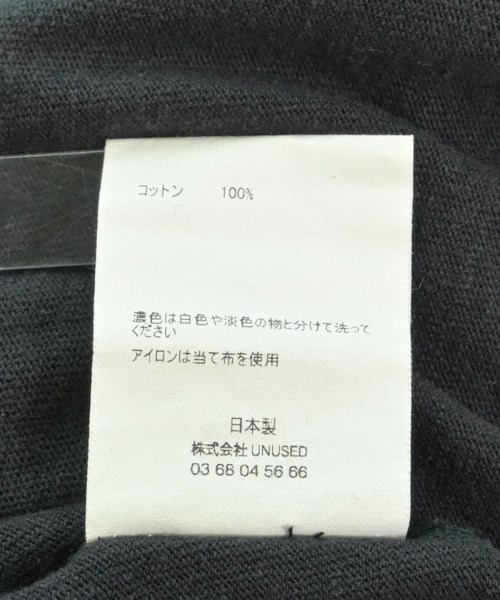 コットン 100%
濃色は白色や淡色の物と分けて洗って
ください
アイロンは当て布を使用
日本製
株式会社 UNUSED
03 68 04 56 66